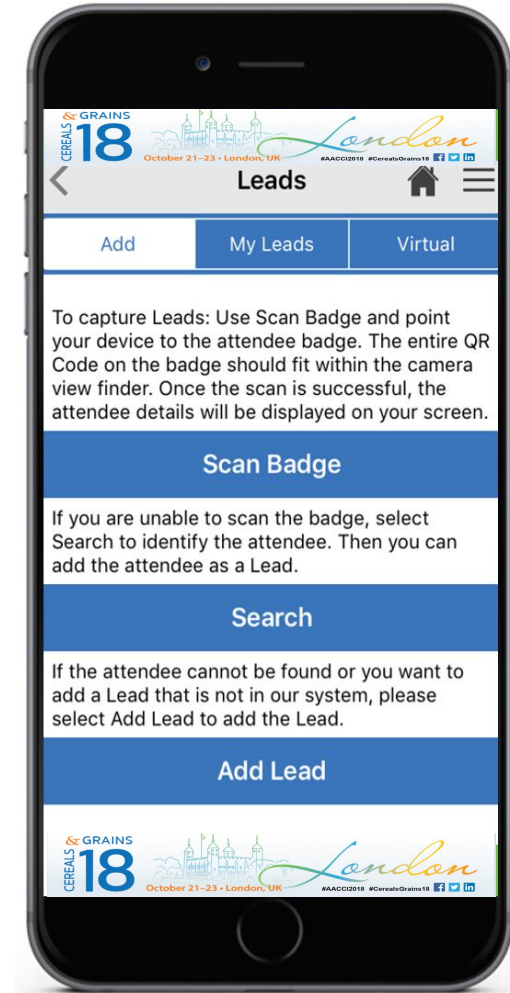 & GRAINS
CEREALS
18
London
October 21–23 • London, UK
#AACCI2018 #CerealsGrains18 f in
Leads
Add My Leads Virtual
To capture Leads: Use Scan Badge and point
your device to the attendee badge. The entire QR
Code on the badge should fit within the camera
view finder. Once the scan is successful, the
attendee details will be displayed on your screen.
Scan Badge
If you are unable to scan the badge, select
Search to identify the attendee. Then you can
add the attendee as a Lead.
Search
If the attendee cannot be found or you want to
add a Lead that is not in our system, please
select Add Lead to add the Lead.
Add Lead
& GRAINS
CEREALS
18
London
October 21–23 • London, UK
#AACCI2018 #CerealsGrains18 f in